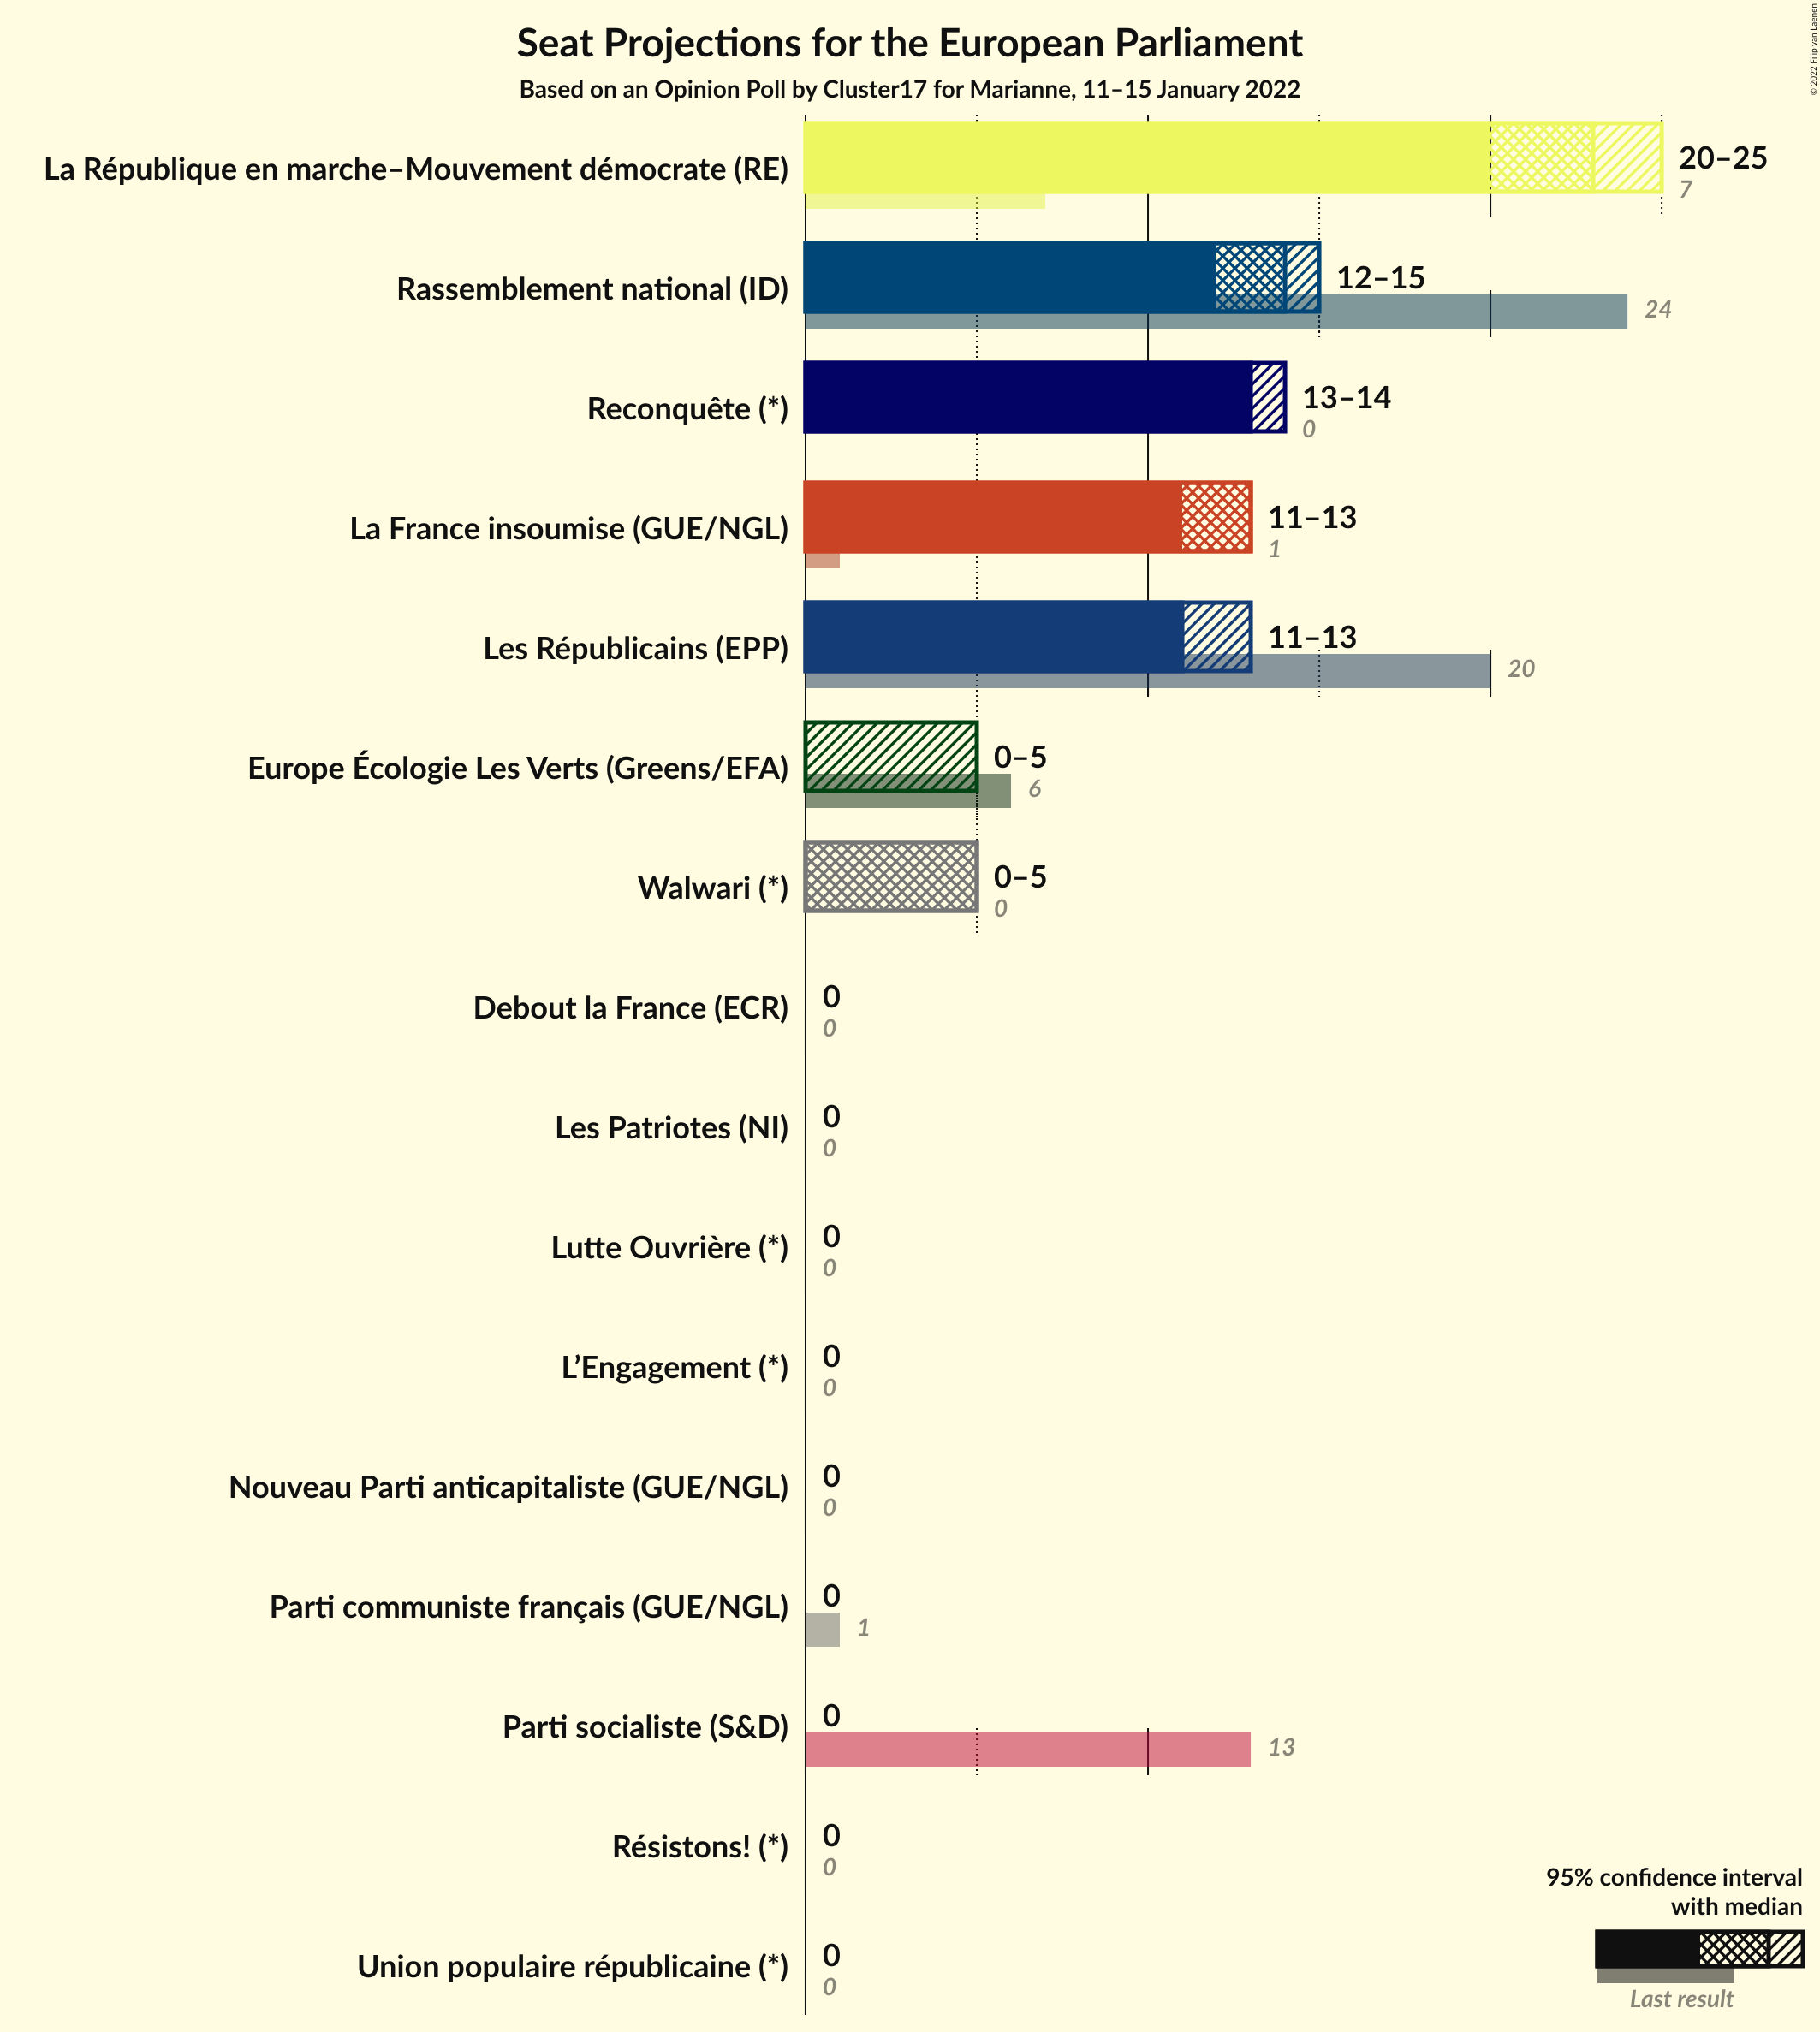 Seat Projections for the European Parliament
Based on an Opinion Poll by Cluster17 for Marianne, 11–15 January 2022
© 2022 Filip van Laenen
La République en marche–Mouvement démocrate (RE)
20–25
7
Rassemblement national (ID)
12–15
24
Reconquête (*)
13–14
0
La France insoumise (GUE/NGL)
11–13
1
Les Républicains (EPP)
11–13
20
Europe Écologie Les Verts (Greens/EFA)
0–5
6
Walwari (*)
0–5
0
Debout la France (ECR)
0
0
Les Patriotes (NI)
0
0
Lutte Ouvrière (*)
0
0
L’Engagement (*)
0
0
Nouveau Parti anticapitaliste (GUE/NGL)
0
0
Parti communiste français (GUE/NGL)
0
1
Parti socialiste (S&D)
0
13
Résistons! (*)
0
0
Union populaire républicaine (*)
0
0
95% confidence interval
with median
Last result